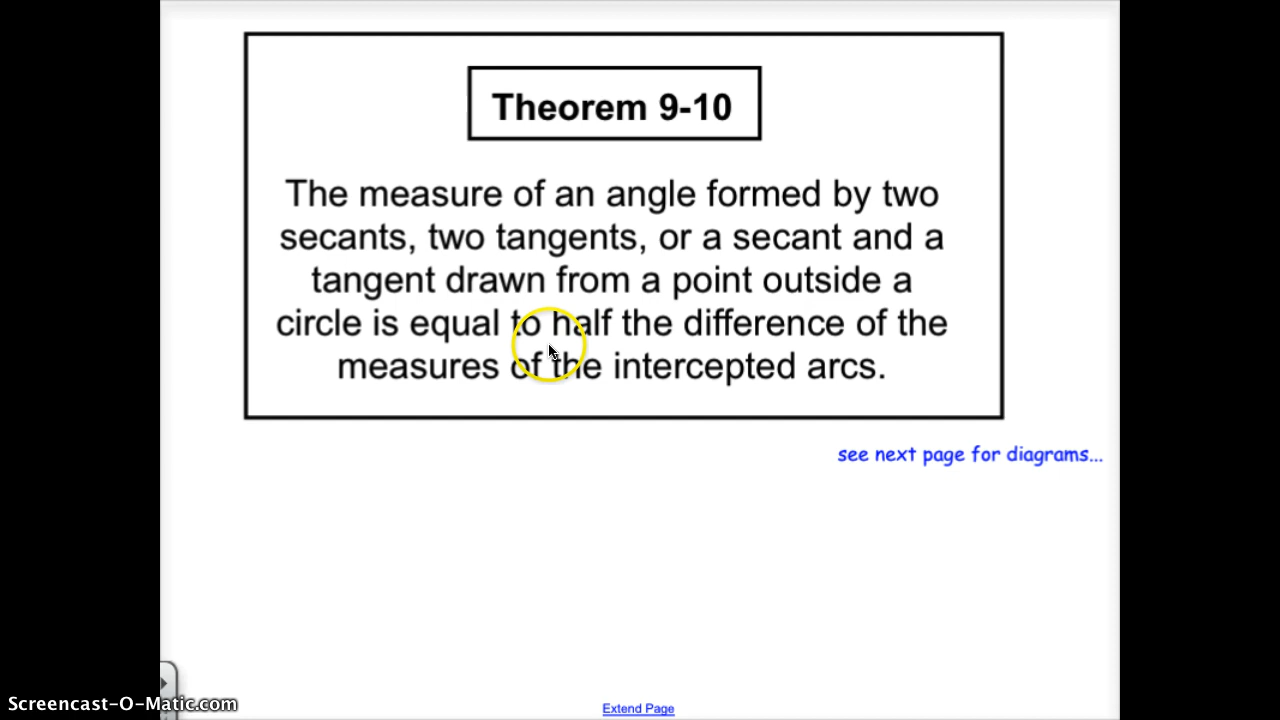 Theorem 9-10
The measure of an angle formed by two
secants, two tangents, or a secant and a
tangent drawn from a point outside a
circle is equal to half the difference of the
measures of the intercepted arcs.
see next page for diagrams...
Screencast-O-Matic.com
Extend Page